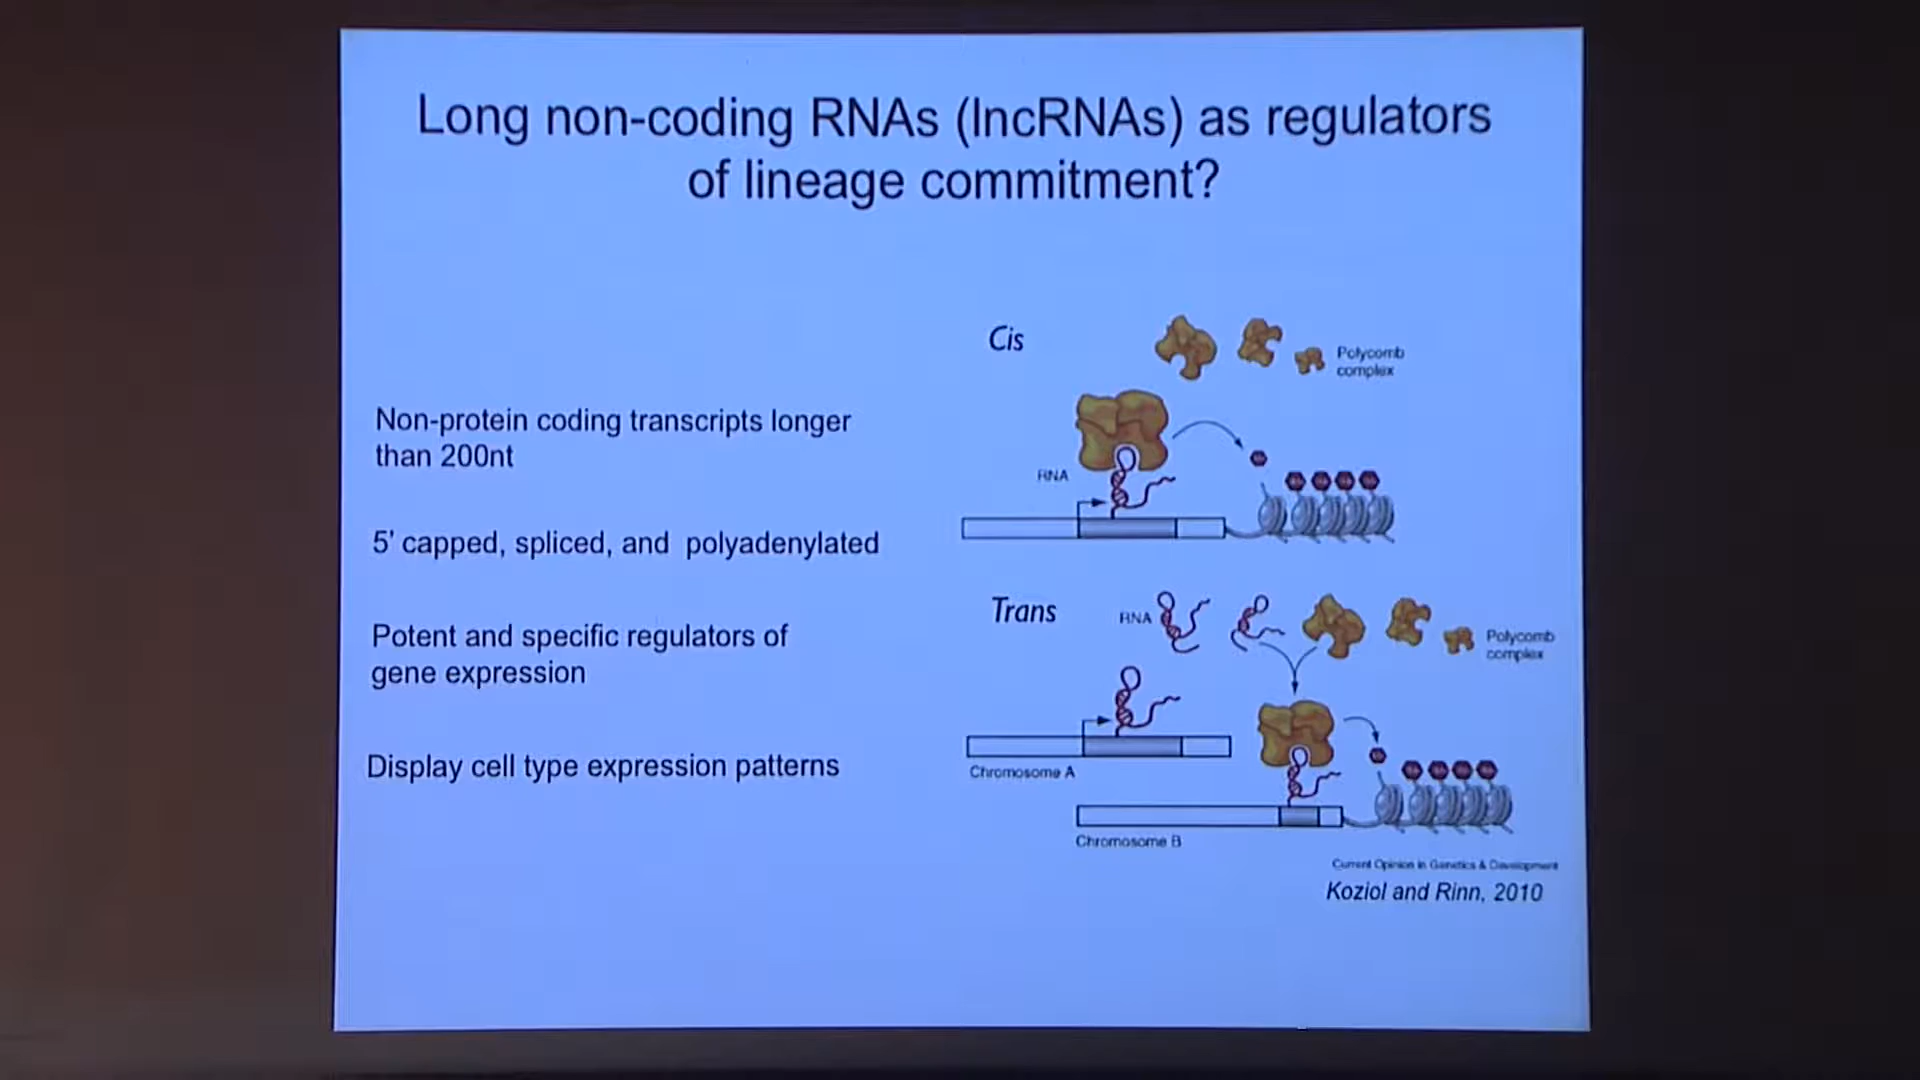 Long non-coding RNAs (lncRNAs) as regulators
of lineage commitment?
Non-protein coding transcripts longer
than 200nt
5' capped, spliced, and polyadenylated
Potent and specific regulators of
gene expression
Display cell type expression patterns
Cis
Polycomb
complex
RNA
Trans
RNA
Polycomb
complex
Chromosome A
Chromosome B
Current Opinion in Genetics & Development
Koziol and Rinn, 2010